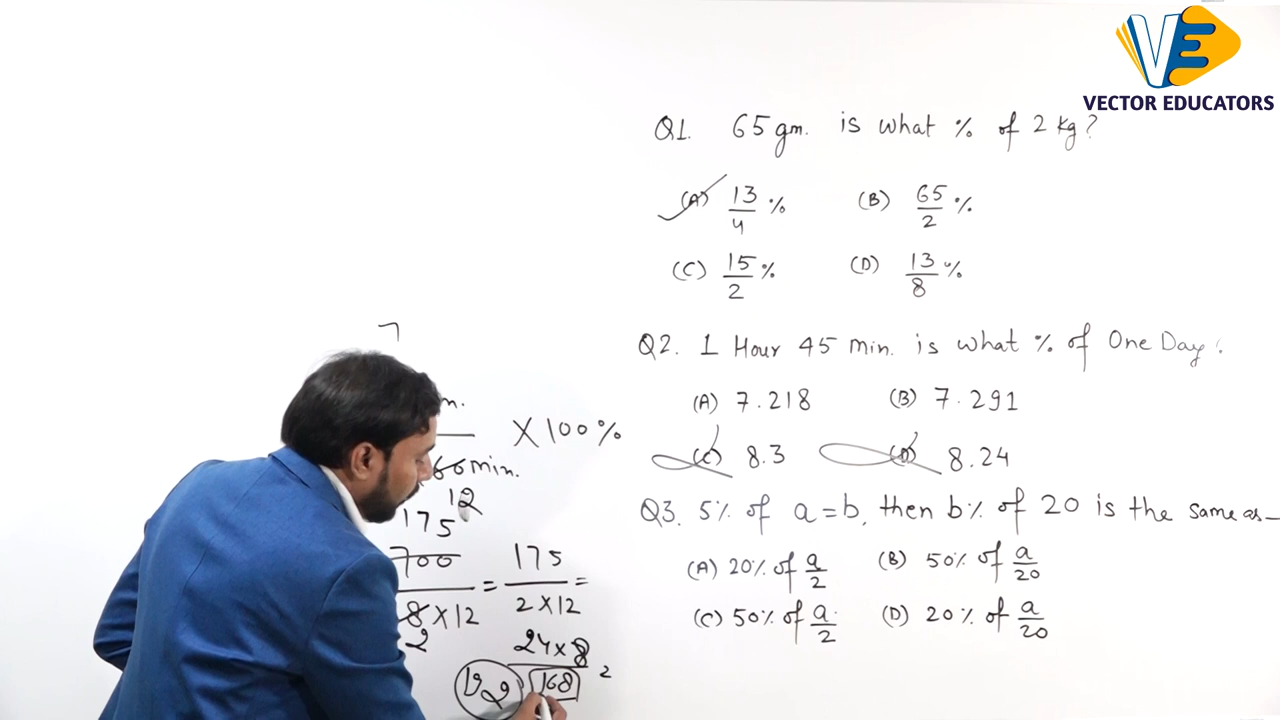 VE
VECTOR EDUCATORS
Q1. 65 gm. is what % of 2 kg?
(A) 13/4 % (B) 65/2 %
(C) 15/2 % (D) 13/8 %
Q2. 1 Hour 45 min. is what % of One Day?
(A) 7.218 (B) 7.291
(C) 8.3 (D) 8.24
Q3. 5% of a = b, then b% of 20 is the same as—
(A) 20% of a/2 (B) 50% of a/20
(C) 50% of a/2 (D) 20% of a/20
7
× 100%
60 min.
12
175
700 = 175 =
8 × 12 2 × 12
2
24 × 8
168 2